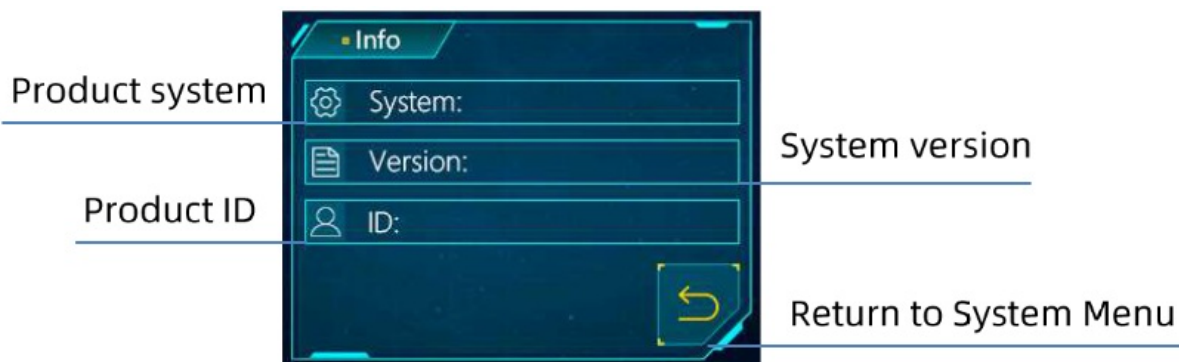 Info
Product system
System:
System version
Version:
Product ID
ID:
Return to System Menu